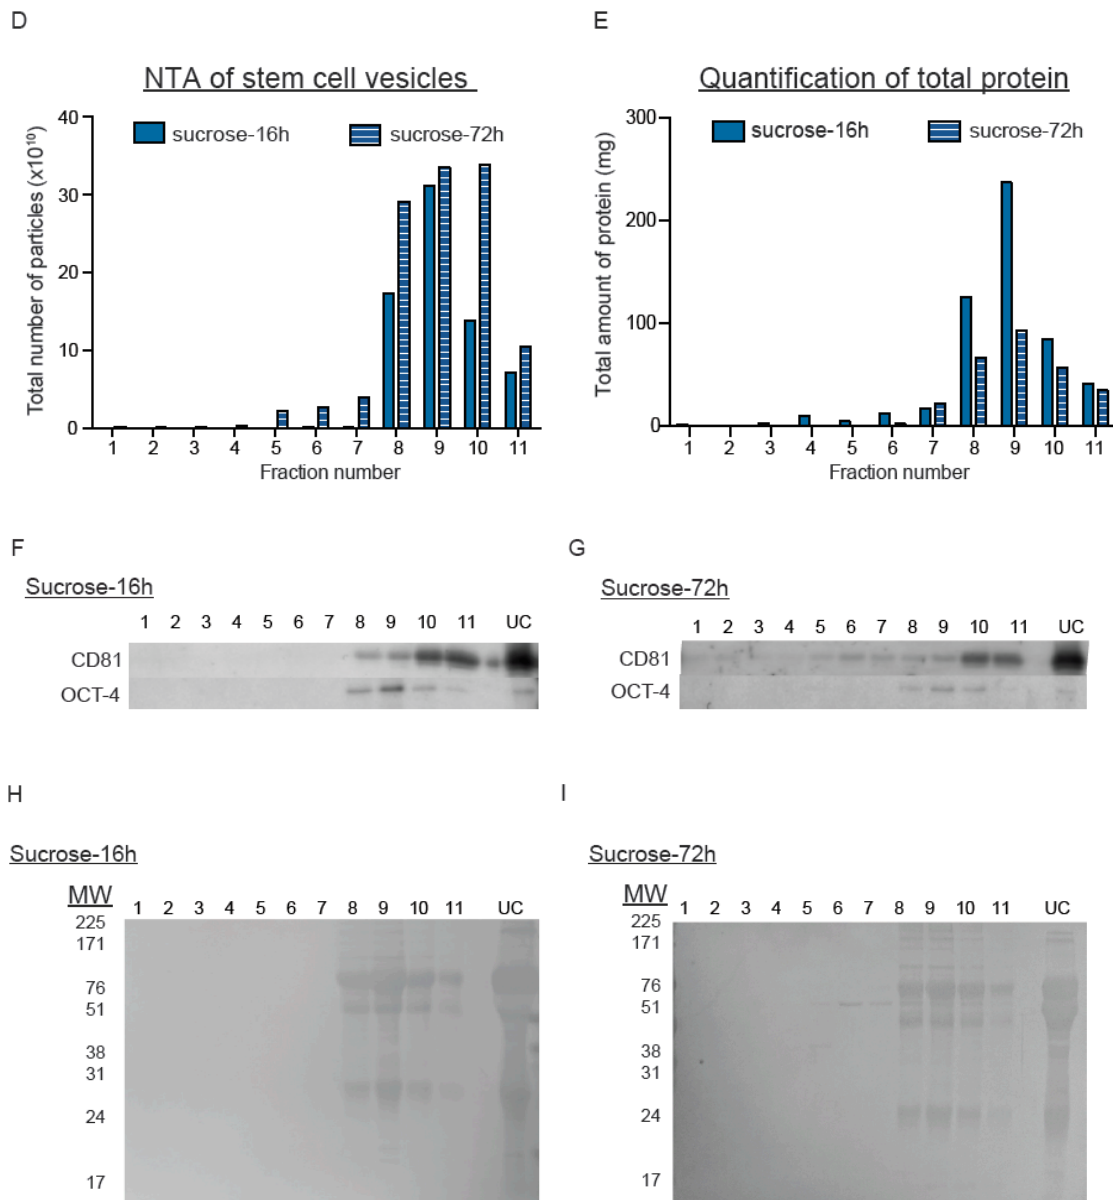 D
E
NTA of stem cell vesicles
Quantification of total protein
sucrose-16h
sucrose-72h
sucrose-16h
sucrose-72h
Total number of particles (x10¹⁰)
40
30
20
10
0
1 2 3 4 5 6 7 8 9 10 11
Fraction number
Total amount of protein (mg)
300
200
100
0
1 2 3 4 5 6 7 8 9 10 11
Fraction number
F
Sucrose-16h
1 2 3 4 5 6 7 8 9 10 11 UC
CD81
OCT-4
G
Sucrose-72h
1 2 3 4 5 6 7 8 9 10 11 UC
CD81
OCT-4
H
Sucrose-16h
MW
1 2 3 4 5 6 7 8 9 10 11 UC
225
171
76
51
38
31
24
17
I
Sucrose-72h
MW
1 2 3 4 5 6 7 8 9 10 11 UC
225
171
76
51
38
31
24
17